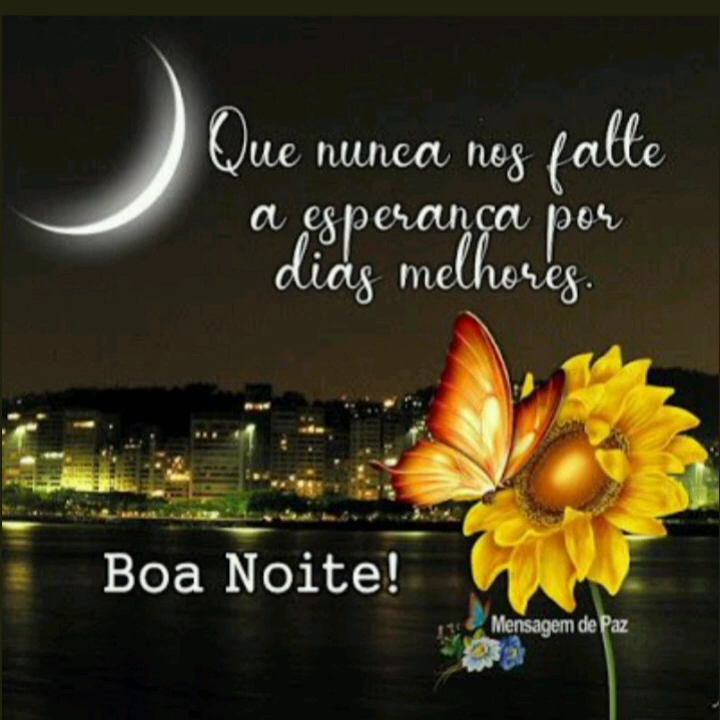 Que nunca nos falte
a esperança por
dias melhores.
Boa Noite!
Mensagem de Paz